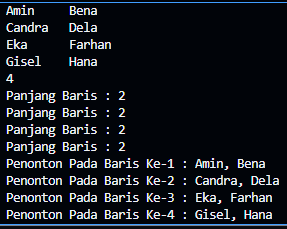 Amin    Bena
Candra  Dela
Eka     Farhan
Gisel   Hana
4
Panjang Baris : 2
Panjang Baris : 2
Panjang Baris : 2
Panjang Baris : 2
Penonton Pada Baris Ke-1 : Amin, Bena
Penonton Pada Baris Ke-2 : Candra, Dela
Penonton Pada Baris Ke-3 : Eka, Farhan
Penonton Pada Baris Ke-4 : Gisel, Hana